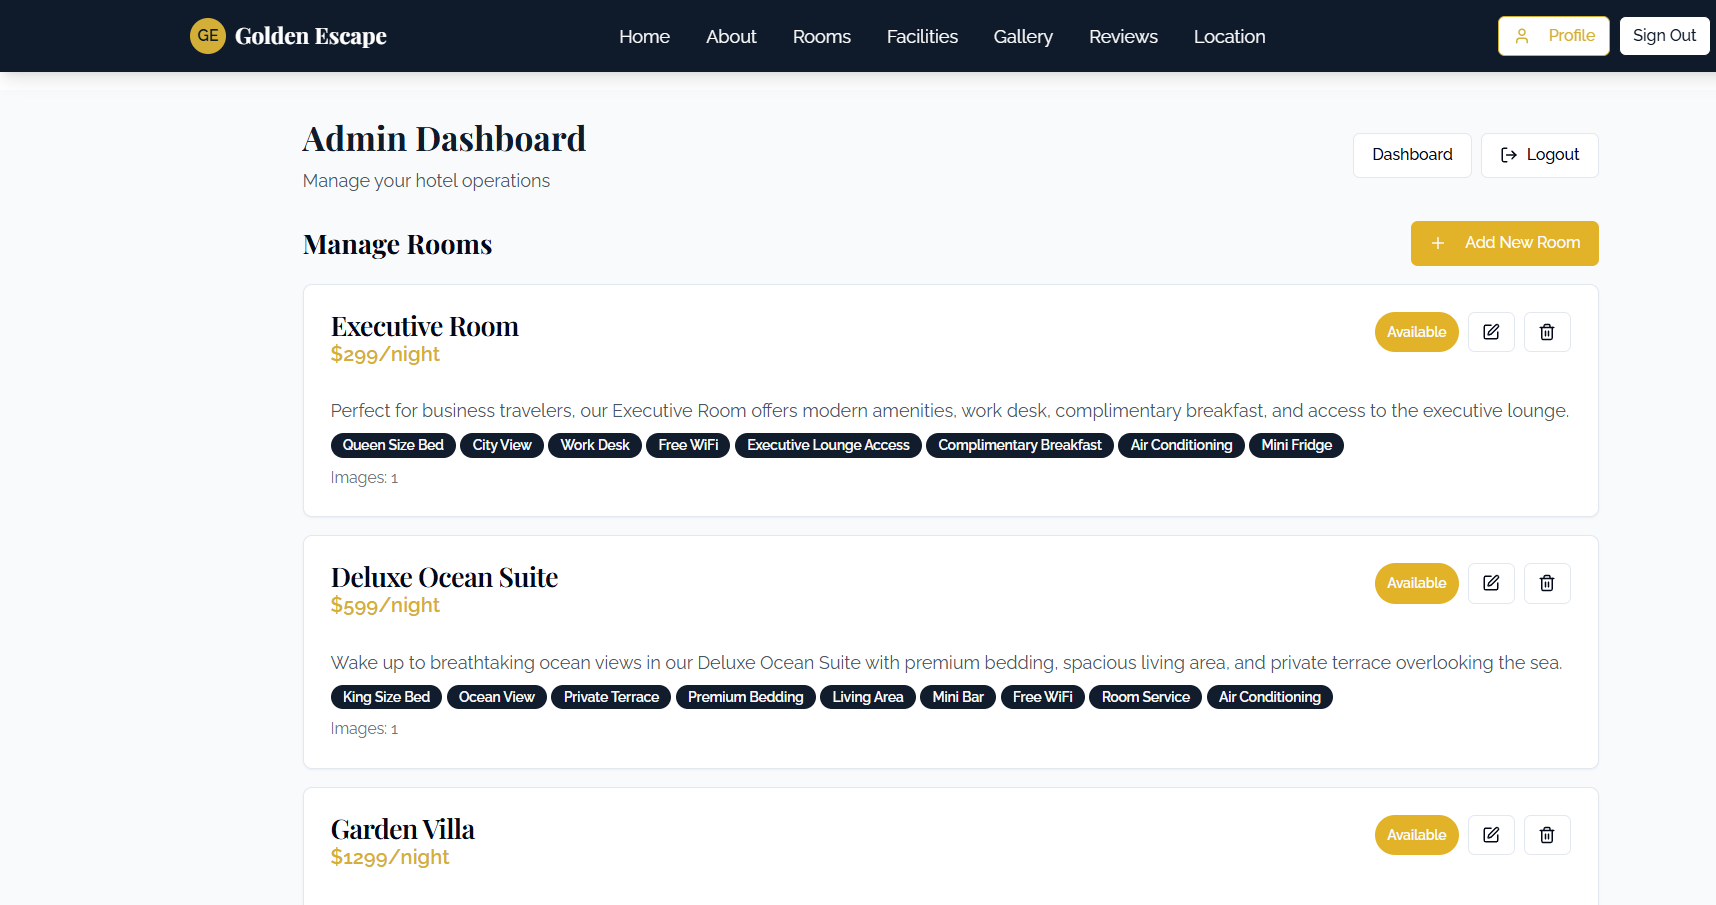 GE Golden Escape Home About Rooms Facilities Gallery Reviews Location Profile Sign Out
Admin Dashboard
Manage your hotel operations
Dashboard Logout
Manage Rooms
Add New Room
Executive Room
$299/night
Available
Perfect for business travelers, our Executive Room offers modern amenities, work desk, complimentary breakfast, and access to the executive lounge.
Queen Size Bed City View Work Desk Free WiFi Executive Lounge Access Complimentary Breakfast Air Conditioning Mini Fridge
Images: 1
Deluxe Ocean Suite
$599/night
Available
Wake up to breathtaking ocean views in our Deluxe Ocean Suite with premium bedding, spacious living area, and private terrace overlooking the sea.
King Size Bed Ocean View Private Terrace Premium Bedding Living Area Mini Bar Free WiFi Room Service Air Conditioning
Images: 1
Garden Villa
$1299/night
Available